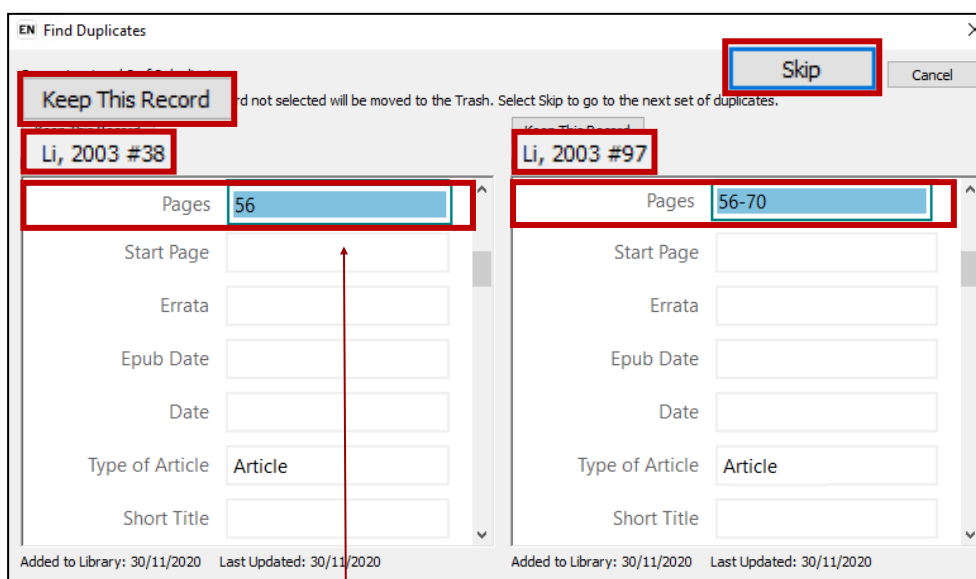 EN Find Duplicates
Skip
Cancel
Keep This Record
rd not selected will be moved to the Trash. Select Skip to go to the next set of duplicates.
Li, 2003 #38
Li, 2003 #97
Pages 56
Pages 56-70
Start Page
Start Page
Errata
Errata
Epub Date
Epub Date
Date
Date
Type of Article Article
Type of Article Article
Short Title
Short Title
Added to Library: 30/11/2020 Last Updated: 30/11/2020
Added to Library: 30/11/2020 Last Updated: 30/11/2020